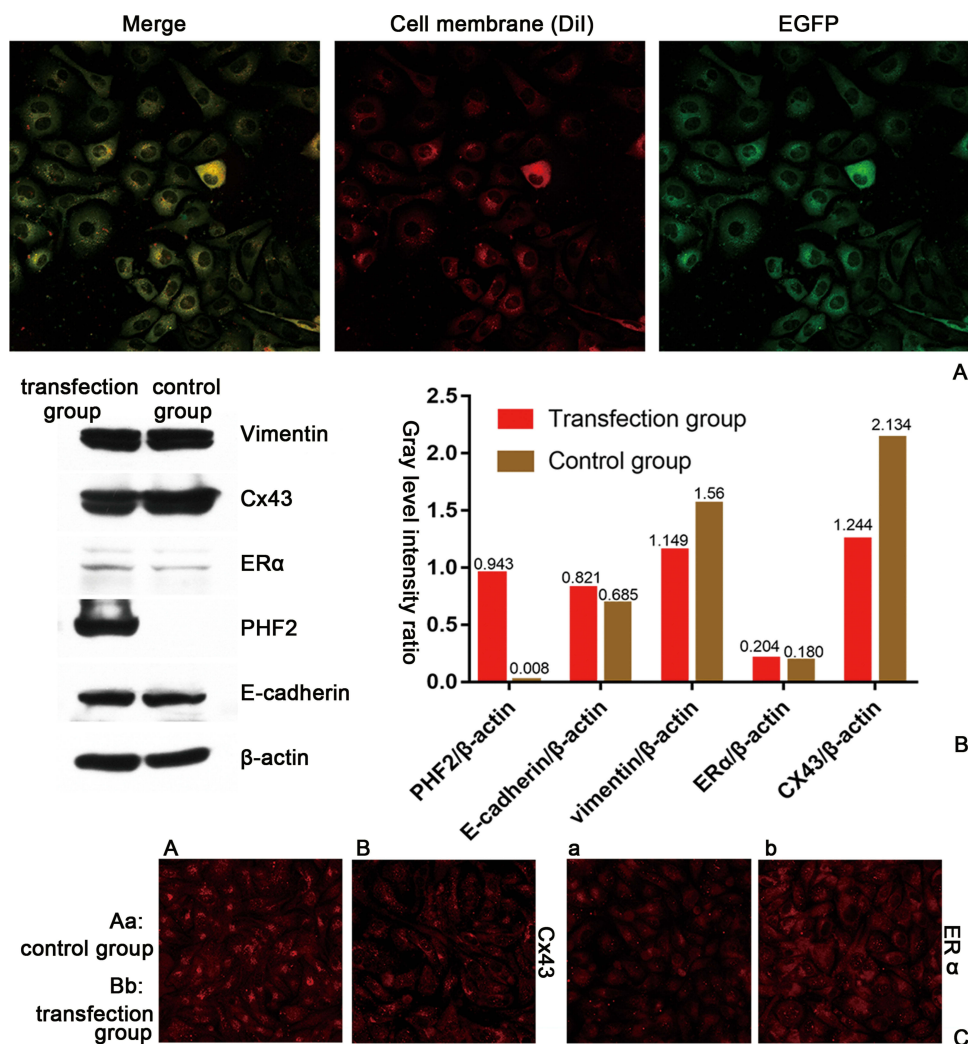 Merge
Cell membrane (DiI)
EGFP
A
transfection
group
control
group
Vimentin
Cx43
ERα
PHF2
E-cadherin
β-actin
Gray level intensity ratio
2.5
2.0
1.5
1.0
0.5
0.0
Transfection group
Control group
0.943
0.008
0.821
0.685
1.149
1.56
0.204
0.180
1.244
2.134
PHF2/β-actin
E-cadherin/β-actin
vimentin/β-actin
ERα/β-actin
CX43/β-actin
B
A
B
a
b
Aa:
control group
Bb:
transfection
group
Cx43
ER α
C